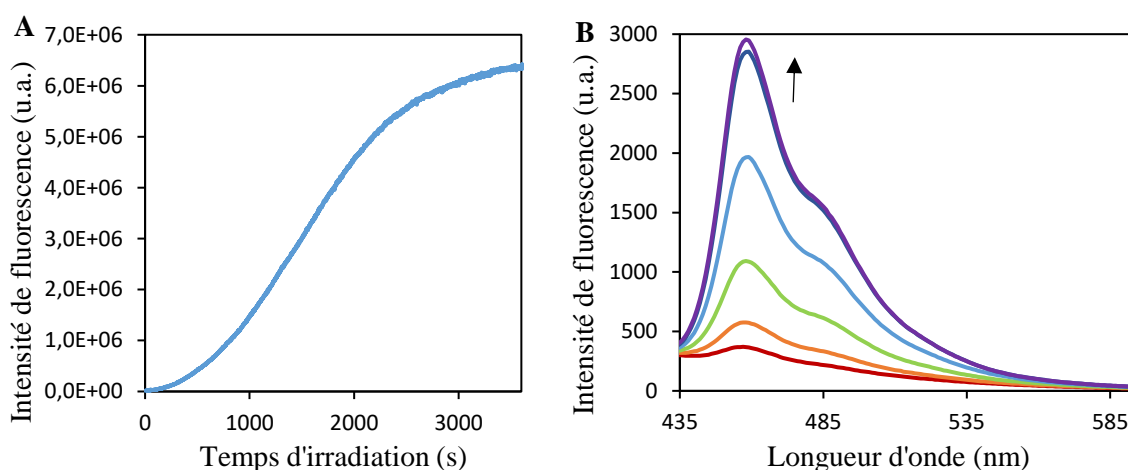 A
7,0E+06
6,0E+06
5,0E+06
4,0E+06
3,0E+06
2,0E+06
1,0E+06
0,0E+00
0 1000 2000 3000
Temps d'irradiation (s)
Intensité de fluorescence (u.a.)
B
3000
2500
2000
1500
1000
500
0
435 485 535 585
Longueur d'onde (nm)
Intensité de fluorescence (u.a.)